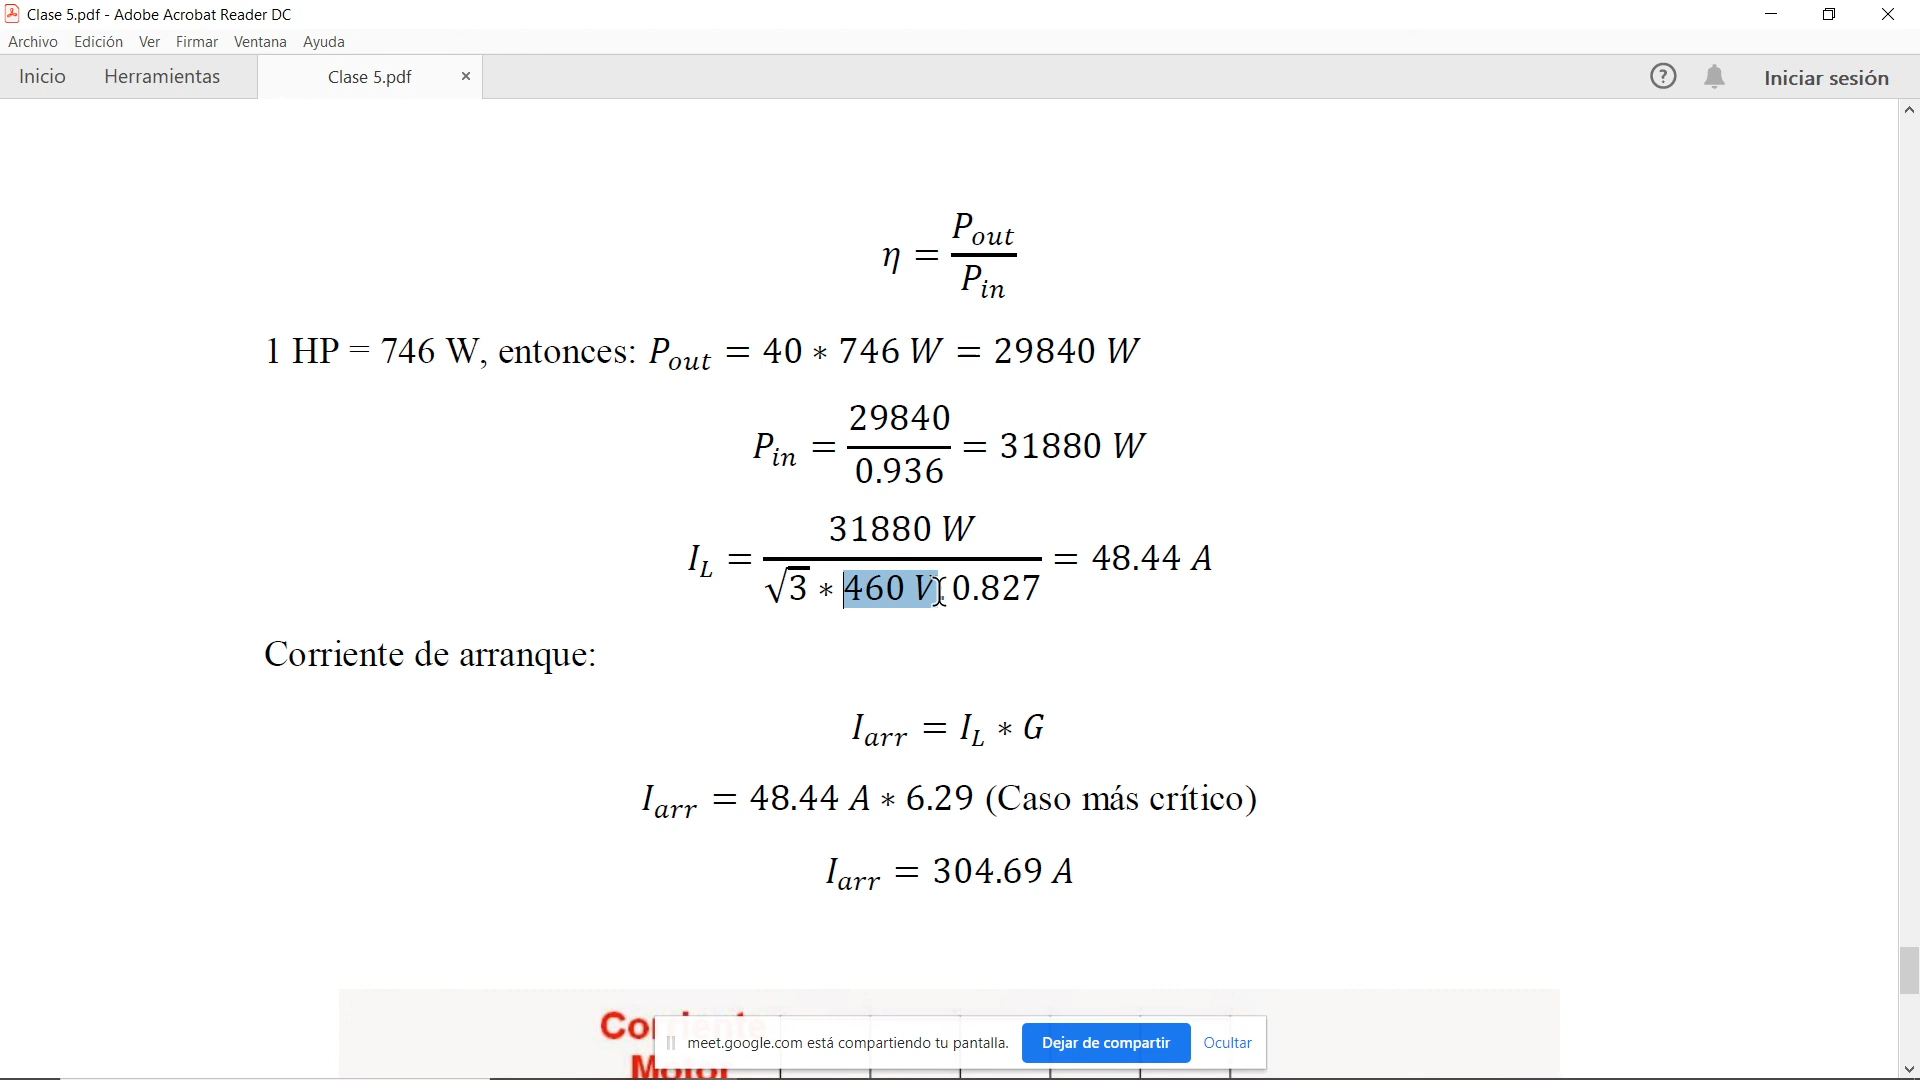 Clase 5.pdf - Adobe Acrobat Reader DC
Archivo Edición Ver Firmar Ventana Ayuda
Inicio Herramientas Clase 5.pdf × ? Iniciar sesión
η = P_out / P_in
1 HP = 746 W, entonces: P_out = 40 * 746 W = 29840 W
P_in = 29840 / 0.936 = 31880 W
I_L = 31880 W / √3 * 460 V 0.827 = 48.44 A
Corriente de arranque:
I_arr = I_L * G
I_arr = 48.44 A * 6.29 (Caso más crítico)
I_arr = 304.69 A
Corriente
Motor
meet.google.com está compartiendo tu pantalla. Dejar de compartir Ocultar